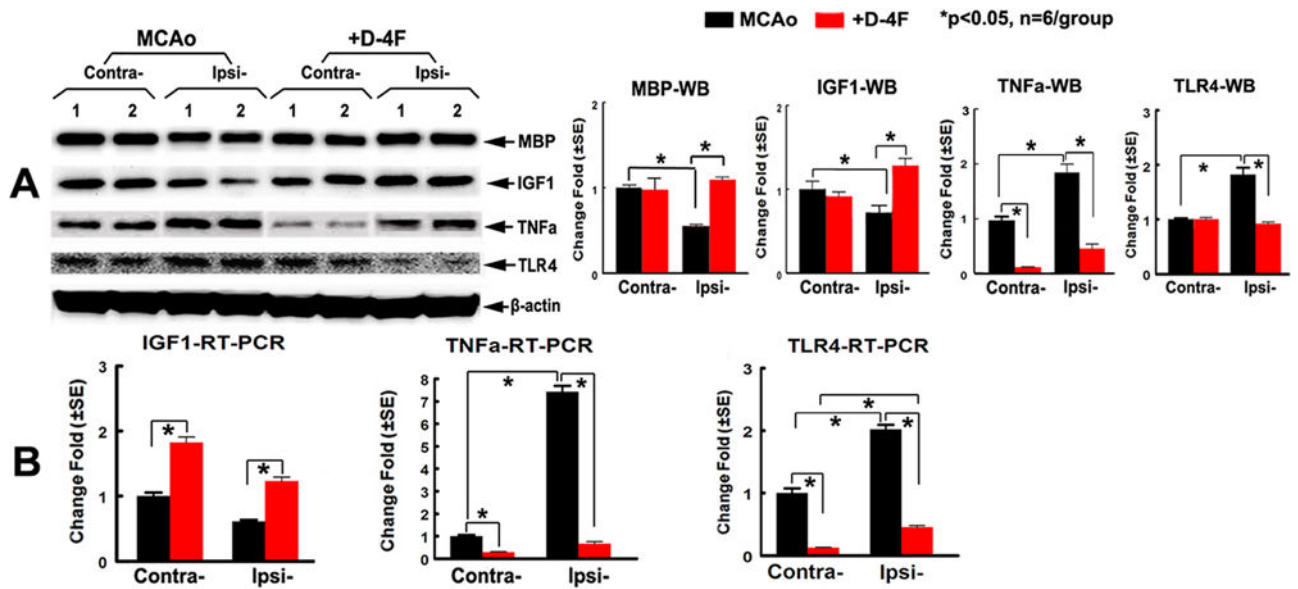 MCAo +D-4F *p<0.05, n=6/group
A
MCAo +D-4F
Contra- Ipsi- Contra- Ipsi-
1 2 1 2 1 2 1 2
MBP
IGF1
TNFa
TLR4
β-actin
MBP-WB
Change Fold (±SE)
2
1
0
* *
Contra- Ipsi-
IGF1-WB
Change Fold (±SE)
2
1
0
* *
Contra- Ipsi-
TNFa-WB
Change Fold (±SE)
3
2
1
0
* * *
Contra- Ipsi-
TLR4-WB
Change Fold (±SE)
3
2
1
0
* *
Contra- Ipsi-
B
IGF1-RT-PCR
Change Fold (±SE)
3
2
1
0
* *
Contra- Ipsi-
TNFa-RT-PCR
Change Fold (±SE)
8
7
6
5
4
3
2
1
0
* * *
Contra- Ipsi-
TLR4-RT-PCR
Change Fold (±SE)
3
2
1
0
* * * *
Contra- Ipsi-